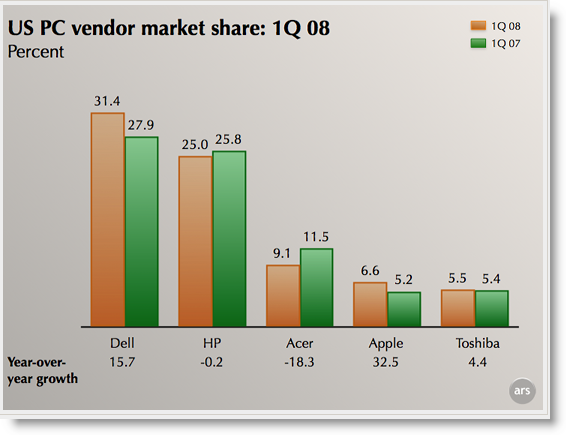 US PC vendor market share: 1Q 08
Percent
1Q 08
1Q 07
31.4
27.9
25.0
25.8
9.1
11.5
6.6
5.2
5.5
5.4
Dell HP Acer Apple Toshiba
Year-over-
year growth
15.7 -0.2 -18.3 32.5 4.4
ars